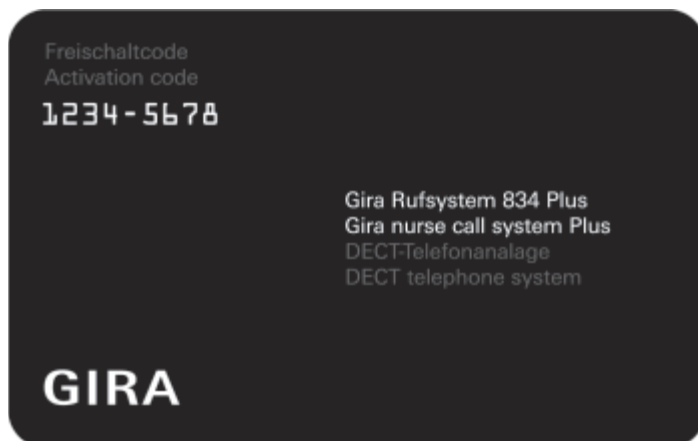 Freischaltcode
Activation code
1234-5678
Gira Rufsystem 834 Plus
Gira nurse call system Plus
DECT-Telefonanalage
DECT telephone system
GIRA